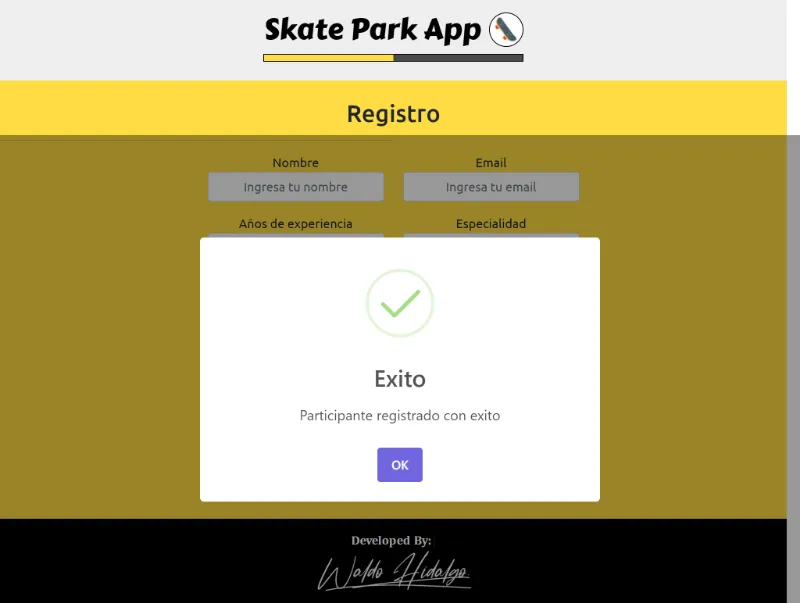 Skate Park App
Registro
Nombre
Email
Ingresa tu nombre
Ingresa tu email
Años de experiencia
Especialidad
Exito
Participante registrado con exito
OK
Developed By:
Waldo Hidalgo